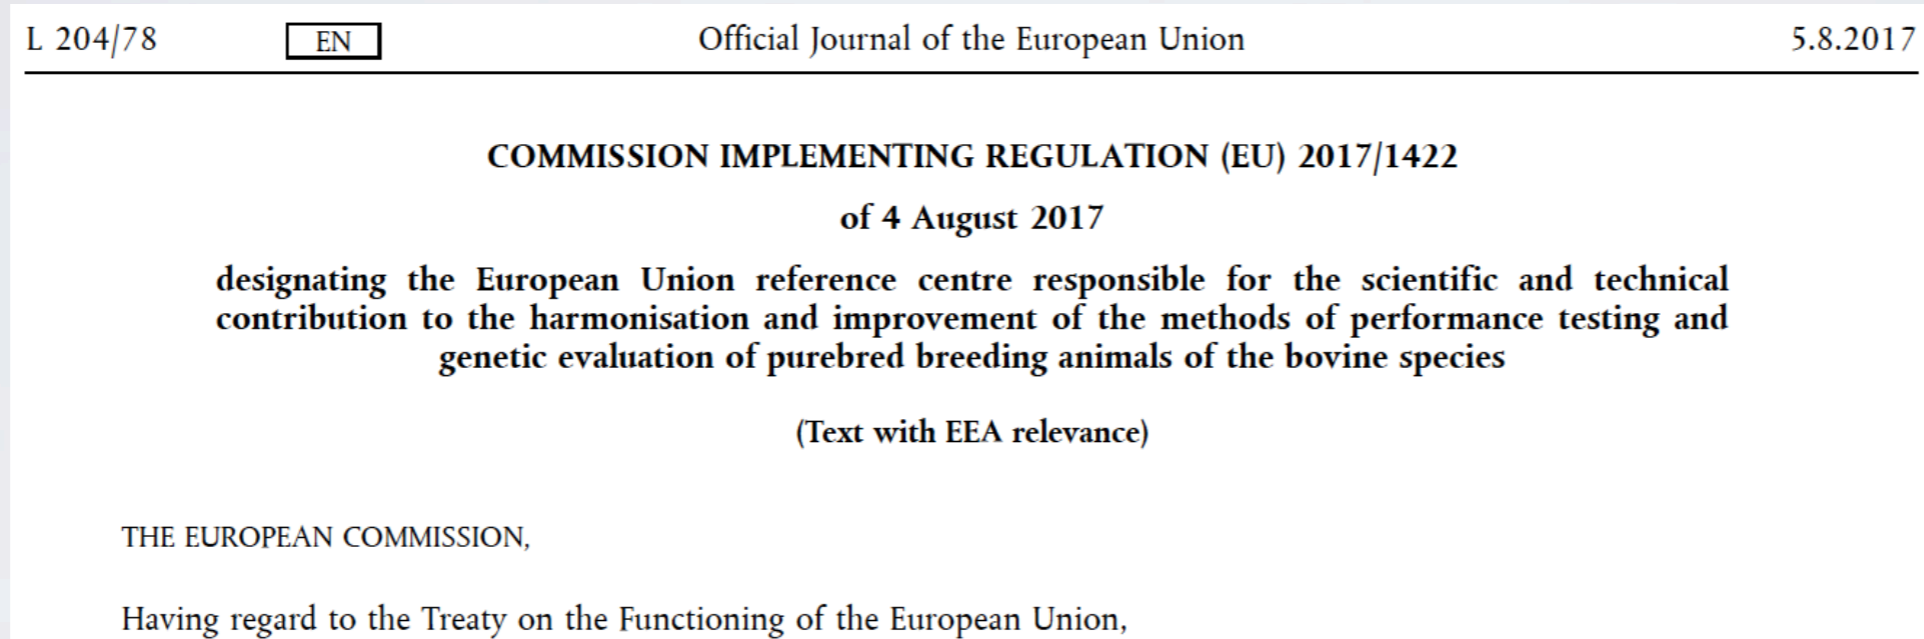 L 204/78 EN Official Journal of the European Union 5.8.2017
COMMISSION IMPLEMENTING REGULATION (EU) 2017/1422
of 4 August 2017
designating the European Union reference centre responsible for the scientific and technical
contribution to the harmonisation and improvement of the methods of performance testing and
genetic evaluation of purebred breeding animals of the bovine species
(Text with EEA relevance)
THE EUROPEAN COMMISSION,
Having regard to the Treaty on the Functioning of the European Union,